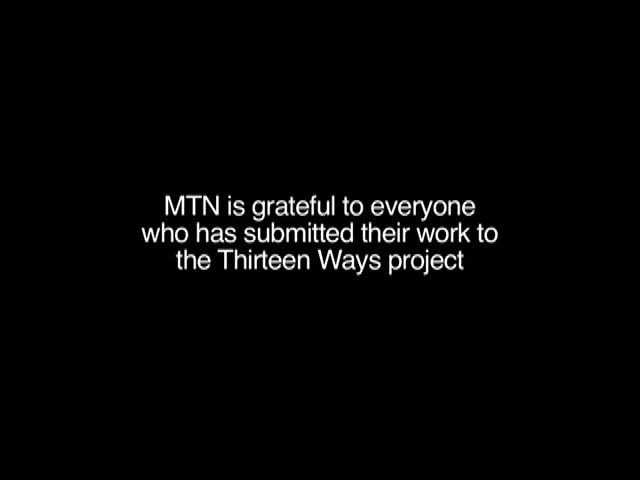 MTN is grateful to everyone
who has submitted their work to
the Thirteen Ways project